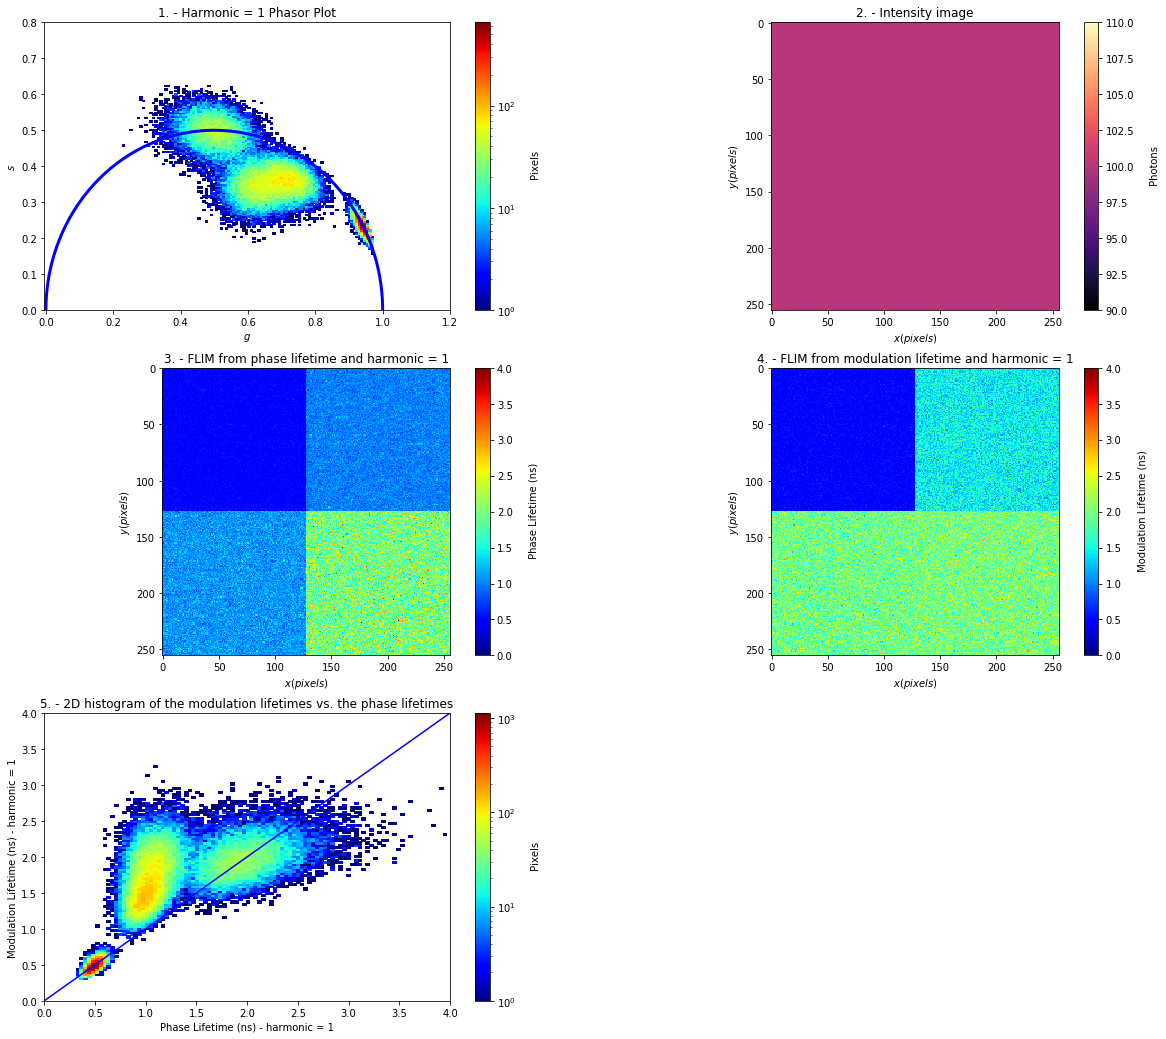 1. - Harmonic = 1 Phasor Plot
0.8
0.7
0.6
0.5
0.4
0.3
0.2
0.1
0.0
s
0.0 0.2 0.4 0.6 0.8 1.0 1.2
g
10²
10¹
10⁰
Pixels
2. - Intensity image
0
50
100
150
200
250
y(pixels)
0 50 100 150 200 250
x(pixels)
110.0
107.5
105.0
102.5
100.0
97.5
95.0
92.5
90.0
Photons
3. - FLIM from phase lifetime and harmonic = 1
0
50
100
150
200
250
y(pixels)
0 50 100 150 200 250
x(pixels)
4.0
3.5
3.0
2.5
2.0
1.5
1.0
0.5
0.0
Phase Lifetime (ns)
4. - FLIM from modulation lifetime and harmonic = 1
0
50
100
150
200
250
y(pixels)
0 50 100 150 200 250
x(pixels)
4.0
3.5
3.0
2.5
2.0
1.5
1.0
0.5
0.0
Modulation Lifetime (ns)
5. - 2D histogram of the modulation lifetimes vs. the phase lifetimes
4.0
3.5
3.0
2.5
2.0
1.5
1.0
0.5
0.0
Modulation Lifetime (ns) - harmonic = 1
0.0 0.5 1.0 1.5 2.0 2.5 3.0 3.5 4.0
Phase Lifetime (ns) - harmonic = 1
10³
10²
10¹
10⁰
Pixels